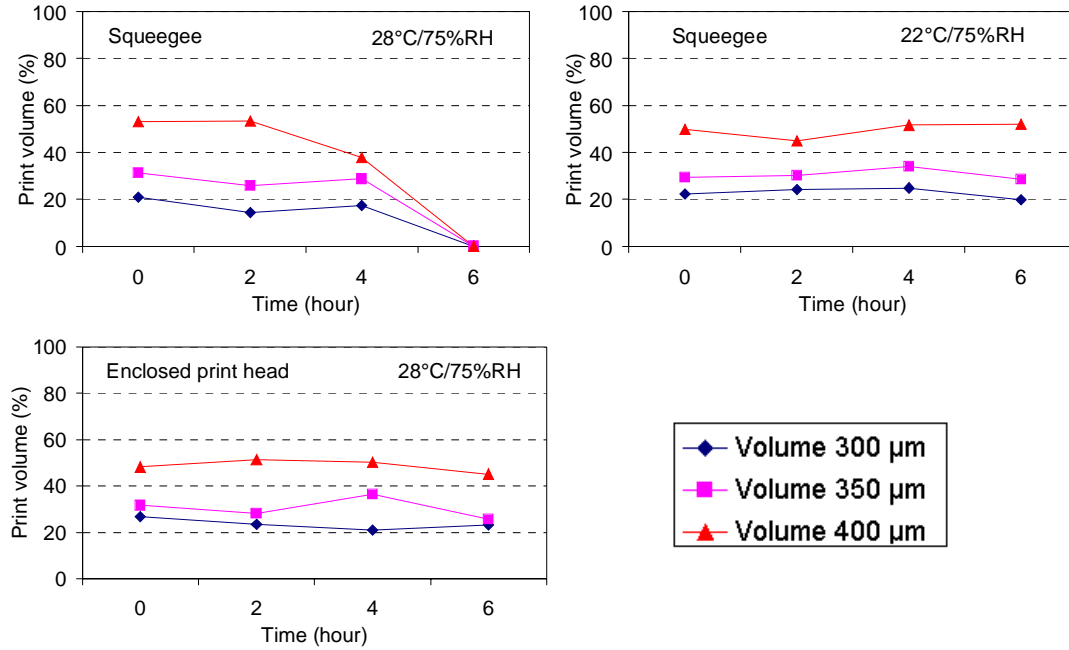 Squeegee 28°C/75%RH
Print volume (%)
100
80
60
40
20
0
0 2 4 6
Time (hour)
Squeegee 22°C/75%RH
Print volume (%)
100
80
60
40
20
0
0 2 4 6
Time (hour)
Enclosed print head 28°C/75%RH
Print volume (%)
100
80
60
40
20
0
0 2 4 6
Time (hour)
Volume 300 µm
Volume 350 µm
Volume 400 µm